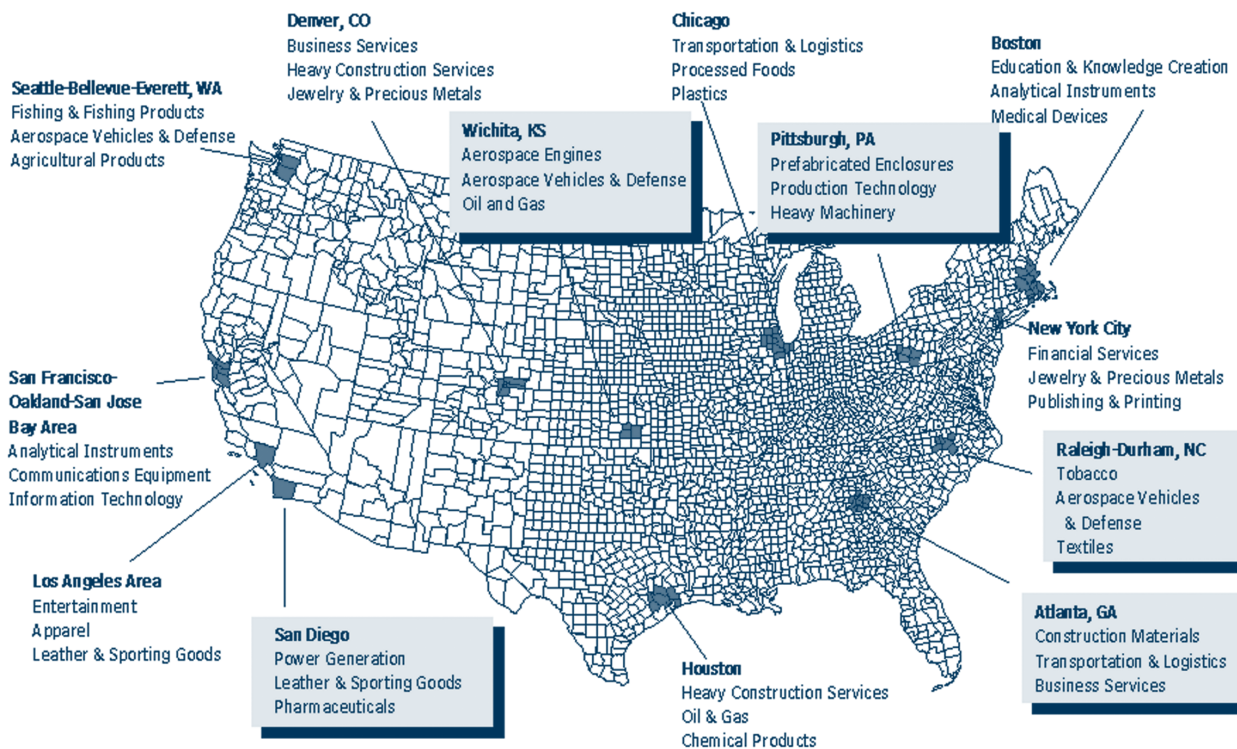 Denver, CO
Business Services
Heavy Construction Services
Jewelry & Precious Metals
Chicago
Transportation & Logistics
Processed Foods
Plastics
Boston
Education & Knowledge Creation
Analytical Instruments
Medical Devices
Seattle-Bellevue-Everett, WA
Fishing & Fishing Products
Aerospace Vehicles & Defense
Agricultural Products
Wichita, KS
Aerospace Engines
Aerospace Vehicles & Defense
Oil and Gas
Pittsburgh, PA
Prefabricated Enclosures
Production Technology
Heavy Machinery
New York City
Financial Services
Jewelry & Precious Metals
Publishing & Printing
San Francisco-
Oakland-San Jose
Bay Area
Analytical Instruments
Communications Equipment
Information Technology
Raleigh-Durham, NC
Tobacco
Aerospace Vehicles
& Defense
Textiles
Los Angeles Area
Entertainment
Apparel
Leather & Sporting Goods
San Diego
Power Generation
Leather & Sporting Goods
Pharmaceuticals
Houston
Heavy Construction Services
Oil & Gas
Chemical Products
Atlanta, GA
Construction Materials
Transportation & Logistics
Business Services